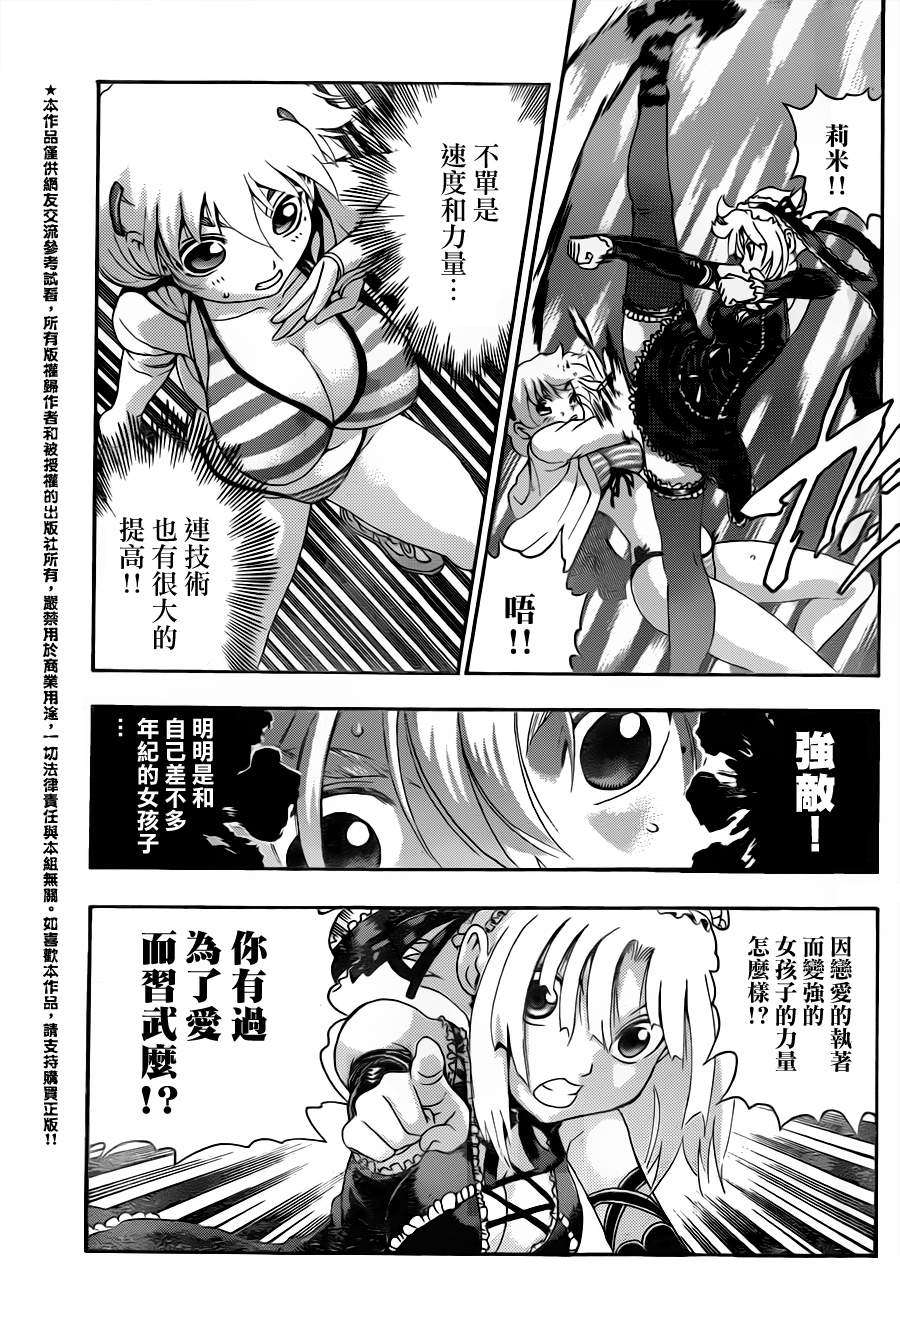 莉米!!
唔!!
不單是
速度和力量…
連技術
也有很大的
提高!!
強敵!
明明是和
自己差不多
年紀的女孩子
…
因戀愛的執著
而變強的
女孩子的力量
怎麼樣!?
你有過
為了愛
而習武麼!?
★本作品僅供網友交流參考試看，所有版權歸作者和被授權的出版社所有，嚴禁用於商業用途，一切法律責任與本組無關。如喜歡本作品，請支持購買正版!!